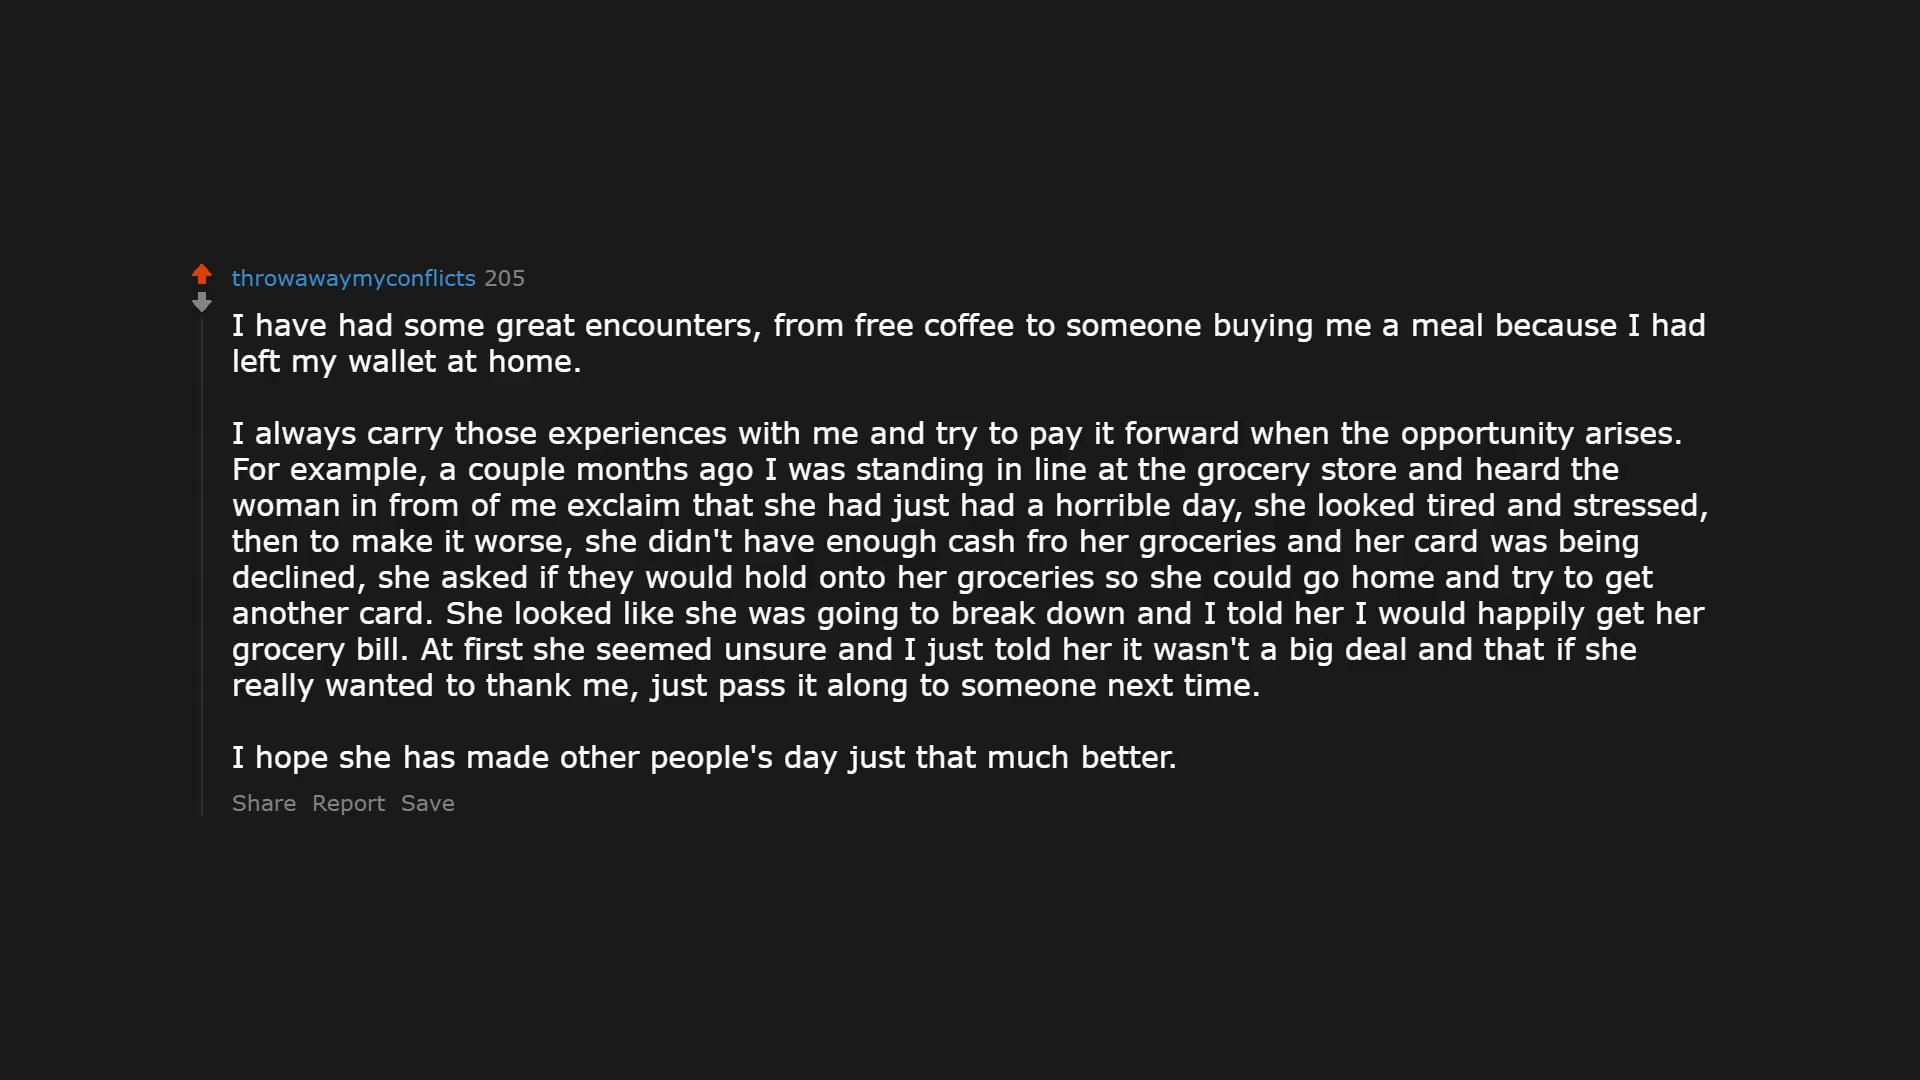 throwawaymyconflicts 205
I have had some great encounters, from free coffee to someone buying me a meal because I had
left my wallet at home.
I always carry those experiences with me and try to pay it forward when the opportunity arises.
For example, a couple months ago I was standing in line at the grocery store and heard the
woman in from of me exclaim that she had just had a horrible day, she looked tired and stressed,
then to make it worse, she didn't have enough cash fro her groceries and her card was being
declined, she asked if they would hold onto her groceries so she could go home and try to get
another card. She looked like she was going to break down and I told her I would happily get her
grocery bill. At first she seemed unsure and I just told her it wasn't a big deal and that if she
really wanted to thank me, just pass it along to someone next time.
I hope she has made other people's day just that much better.
Share Report Save